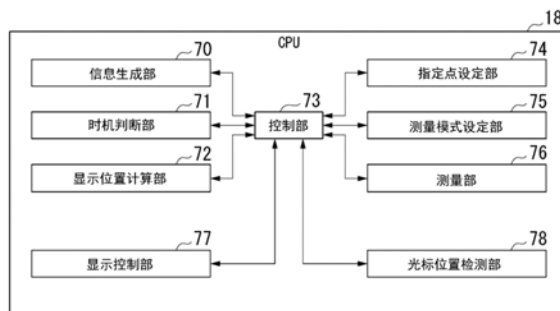 18
CPU
70
信息生成部
71
时机判断部
72
显示位置计算部
73
控制部
74
指定点设定部
75
测量模式设定部
76
测量部
77
显示控制部
78
光标位置检测部